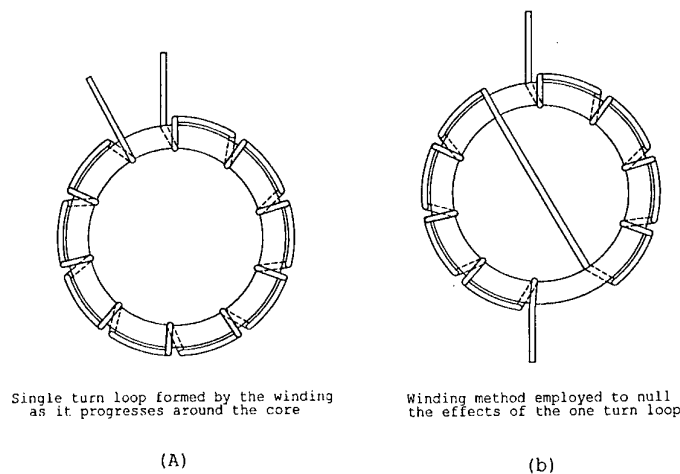 Single turn loop formed by the winding
as it progresses around the core
(A)
Winding method employed to null
the effects of the one turn loop
(b)